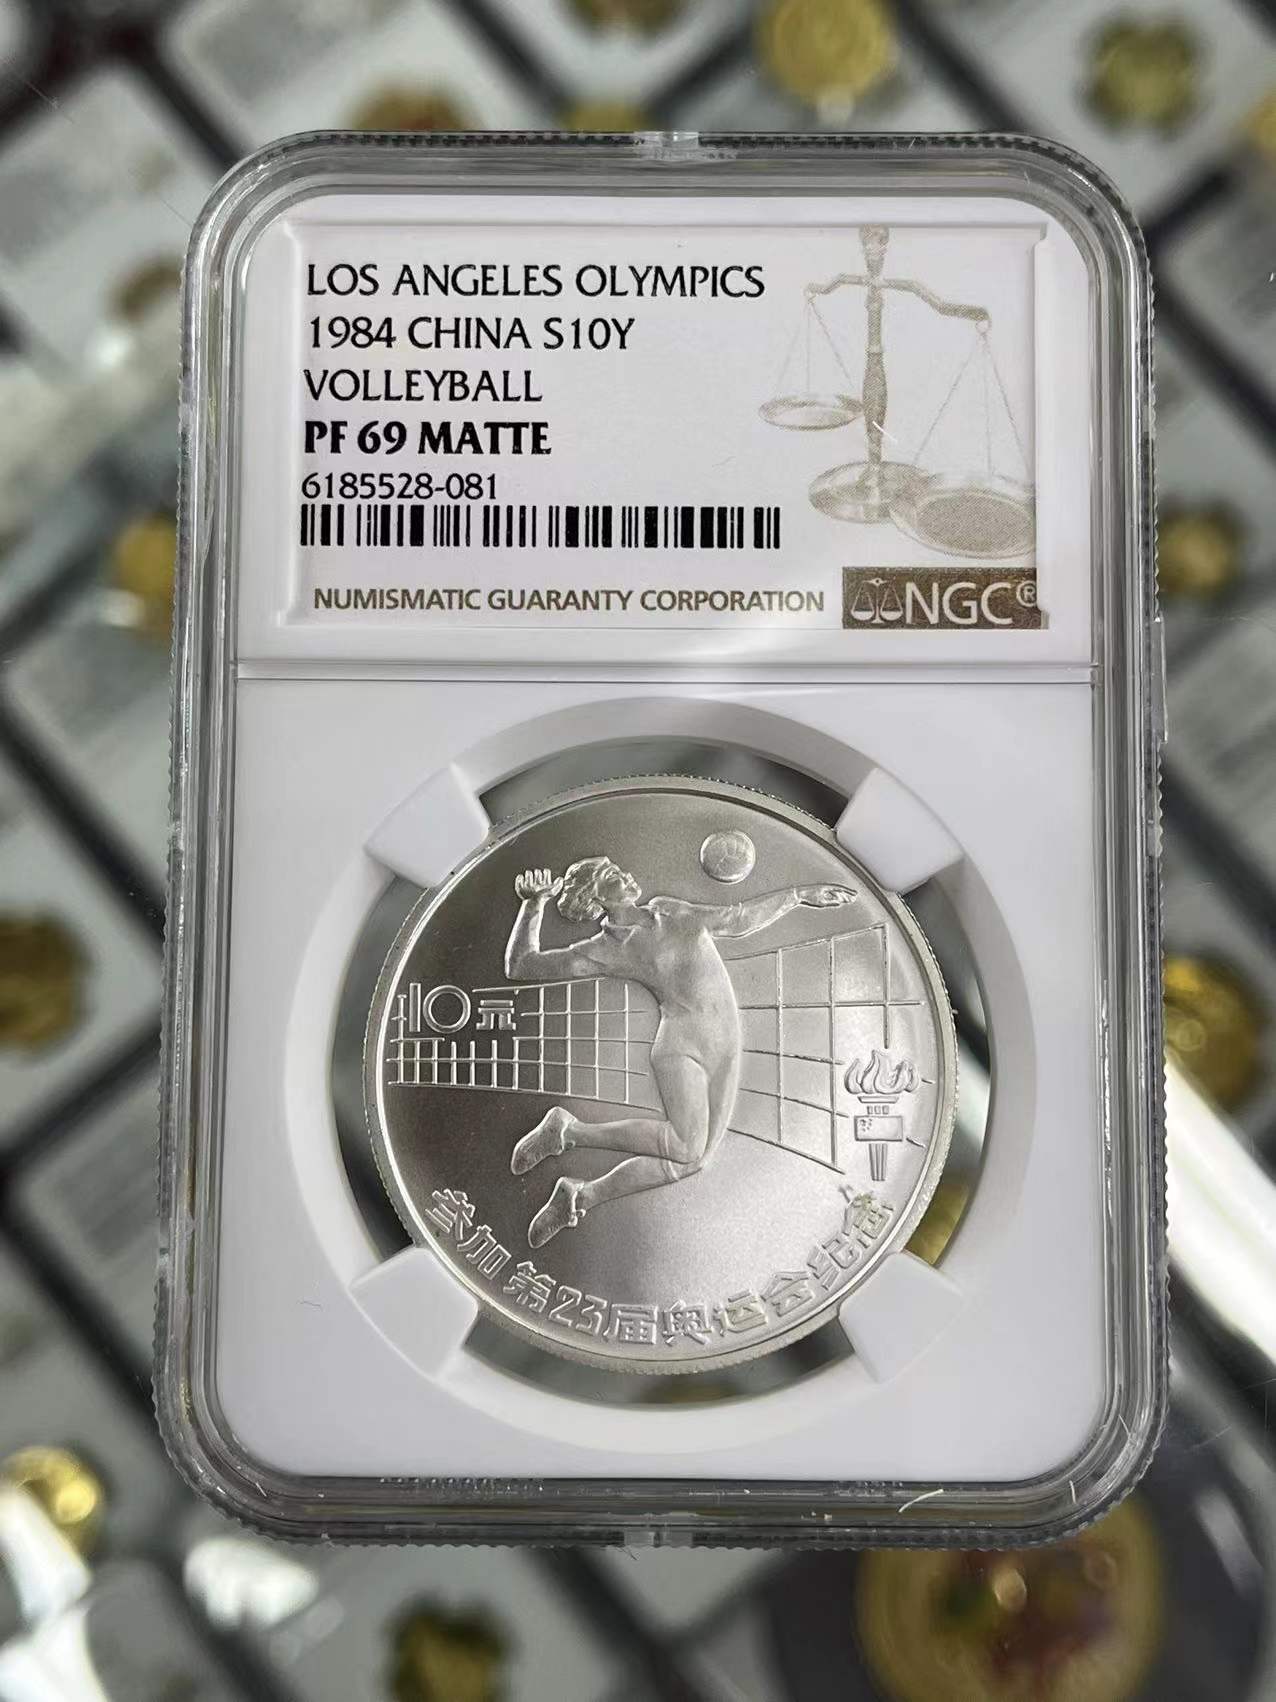 LOS ANGELES OLYMPICS
1984 CHINA S10Y
VOLLEYBALL
PF 69 MATTE
6185528-081
NUMISMATIC GUARANTY CORPORATION NGC®
10元
参加第23届奥运会纪念